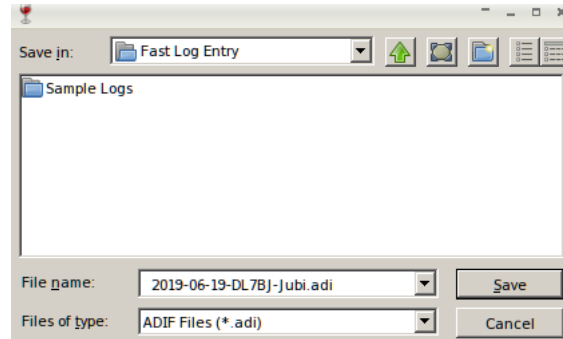 Save in: Fast Log Entry
Sample Logs
File name: 2019-06-19-DL7BJ-Jubi.adi Save
Files of type: ADIF Files (*.adi) Cancel